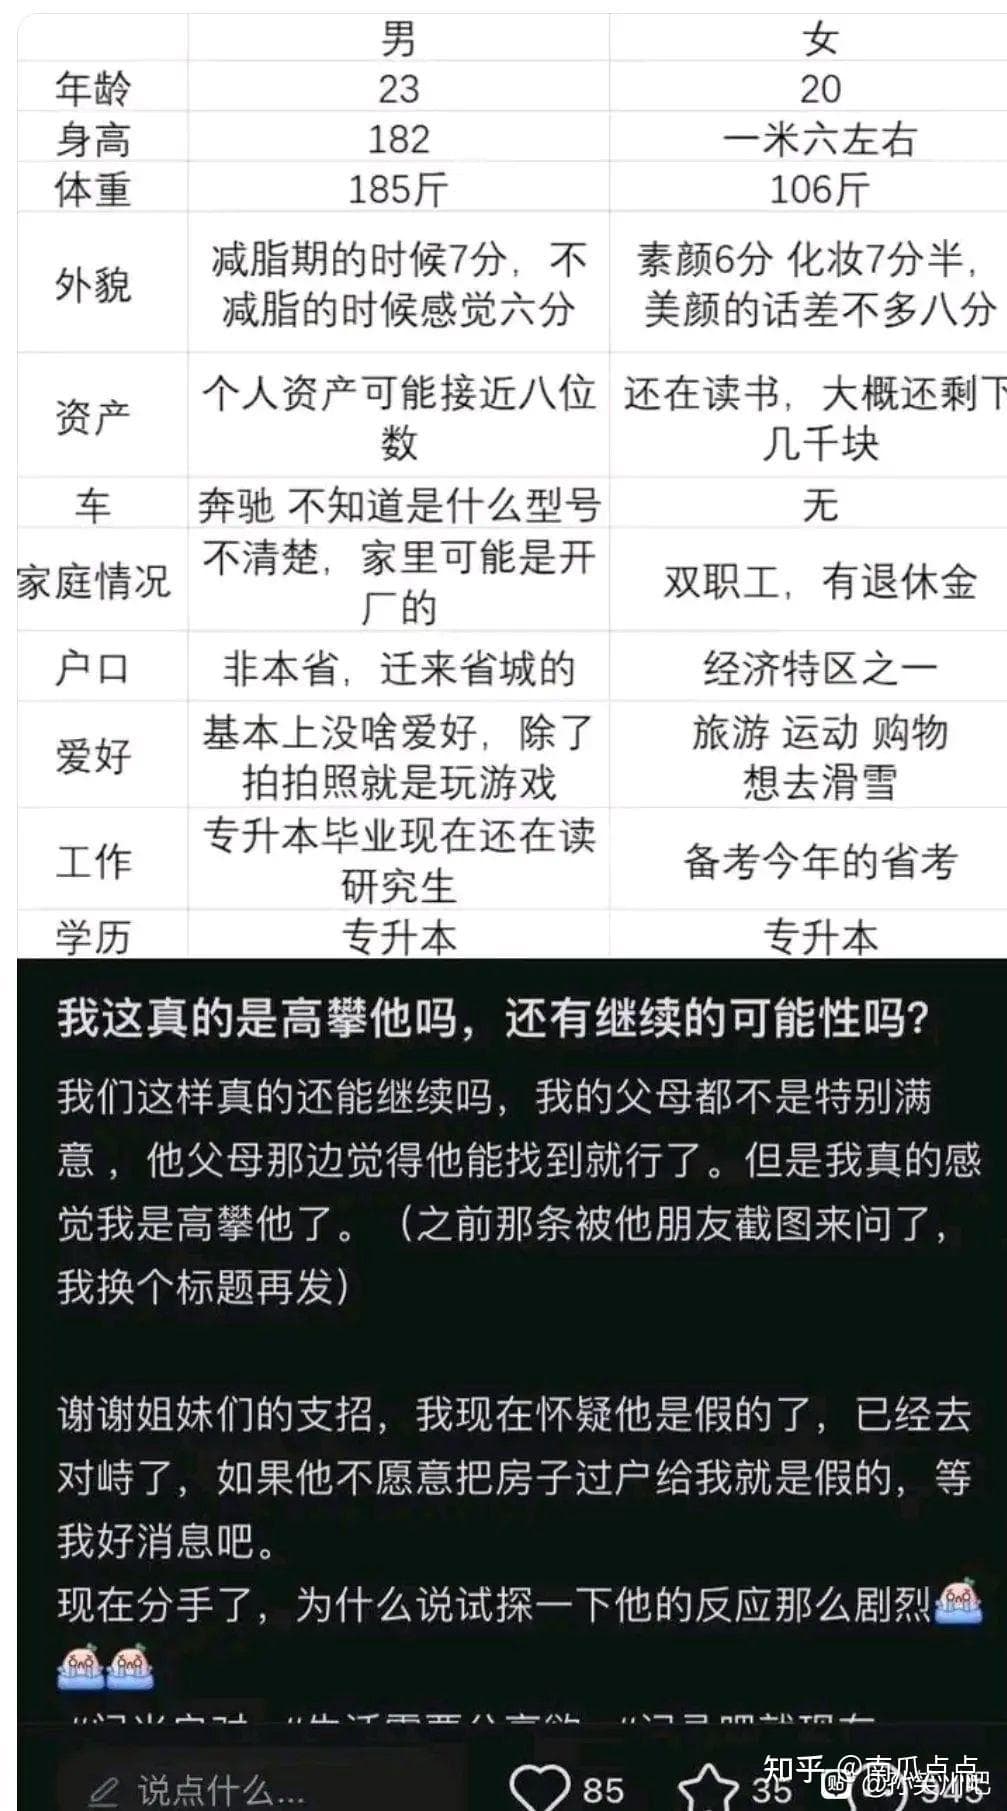 男 女
年龄 23 20
身高 182 一米六左右
体重 185斤 106斤
外貌
减脂期的时候7分，不
减脂的时候感觉六分
素颜6分 化妆7分半，
美颜的话差不多八分
资产
个人资产可能接近八位
数
还在读书，大概还剩下
几千块
车 奔驰 不知道是什么型号 无
家庭情况
不清楚，家里可能是开
厂的
双职工，有退休金
户口 非本省，迁来省城的 经济特区之一
爱好
基本上没啥爱好，除了
拍拍照就是玩游戏
旅游 运动 购物
想去滑雪
工作
专升本毕业现在还在读
研究生
备考今年的省考
学历 专升本 专升本
我这真的是高攀他吗，还有继续的可能性吗？
我们这样真的还能继续吗，我的父母都不是特别满
意 ，他父母那边觉得他能找到就行了。但是我真的感
觉我是高攀他了。（之前那条被他朋友截图来问了，
我换个标题再发）
谢谢姐妹们的支招，我现在怀疑他是假的了，已经去
对峙了，如果他不愿意把房子过户给我就是假的，等
我好消息吧。
现在分手了，为什么说试探一下他的反应那么剧烈
说点什么... 85 35 945
知乎 @南瓜点点
贴 @孙笑川吧